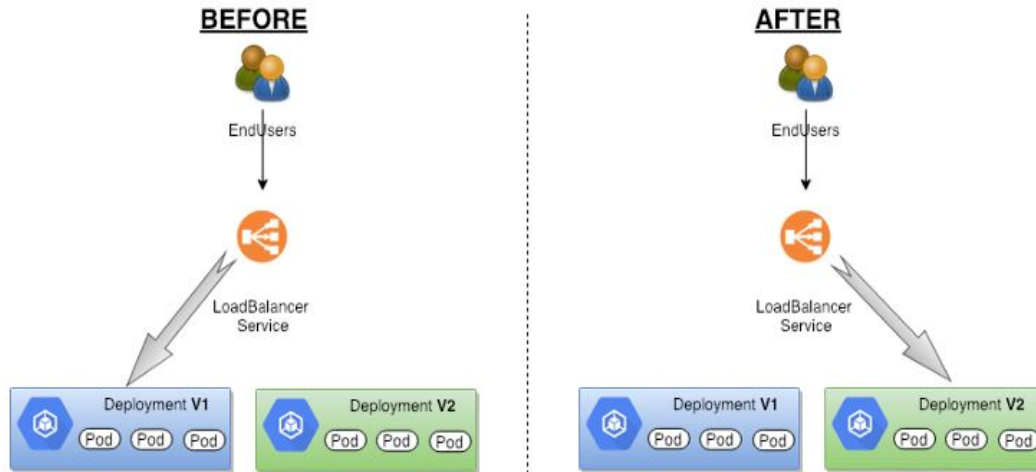 BEFORE
EndUsers
LoadBalancer
Service
Deployment V1
Pod Pod Pod
Deployment V2
Pod Pod Pod
AFTER
EndUsers
LoadBalancer
Service
Deployment V1
Pod Pod Pod
Deployment V2
Pod Pod Pod